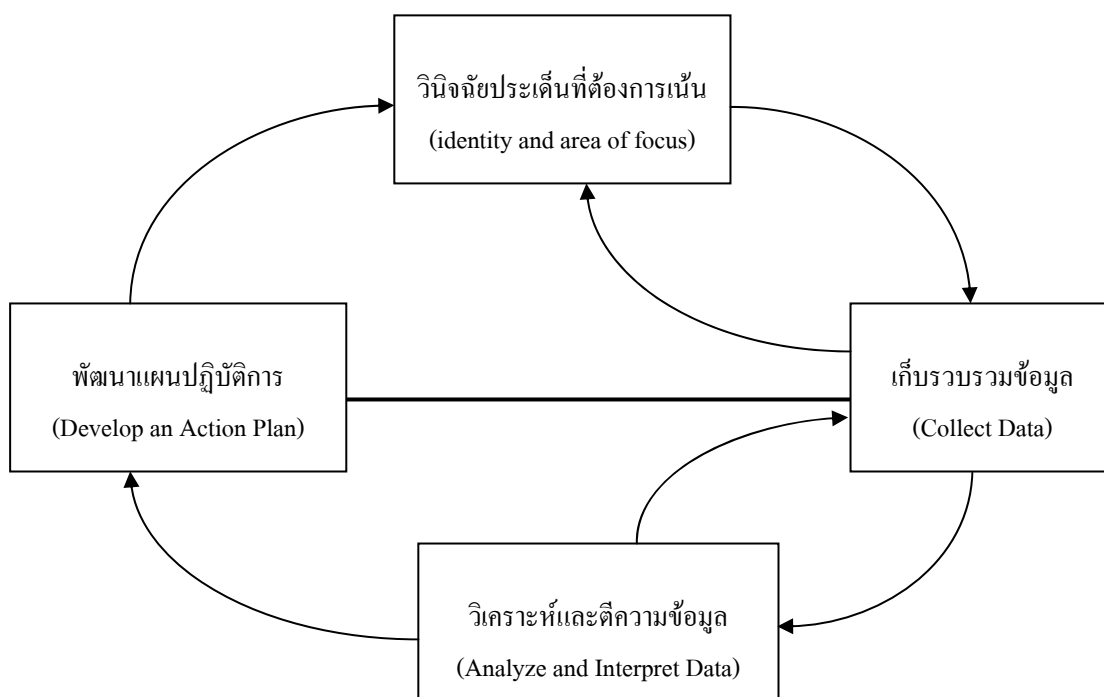 วินิจฉัยประเด็นที่ต้องการเน้น
(identity and area of focus)
พัฒนาแผนปฏิบัติการ
(Develop an Action Plan)
เก็บรวบรวมข้อมูล
(Collect Data)
วิเคราะห์และตีความข้อมูล
(Analyze and Interpret Data)